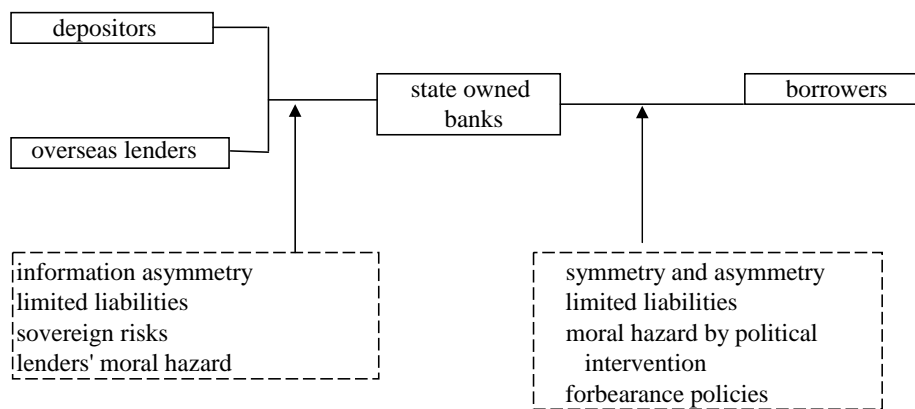 depositors
state owned
banks
borrowers
overseas lenders
information asymmetry
limited liabilities
sovereign risks
lenders' moral hazard
symmetry and asymmetry
limited liabilities
moral hazard by political
intervention
forbearance policies